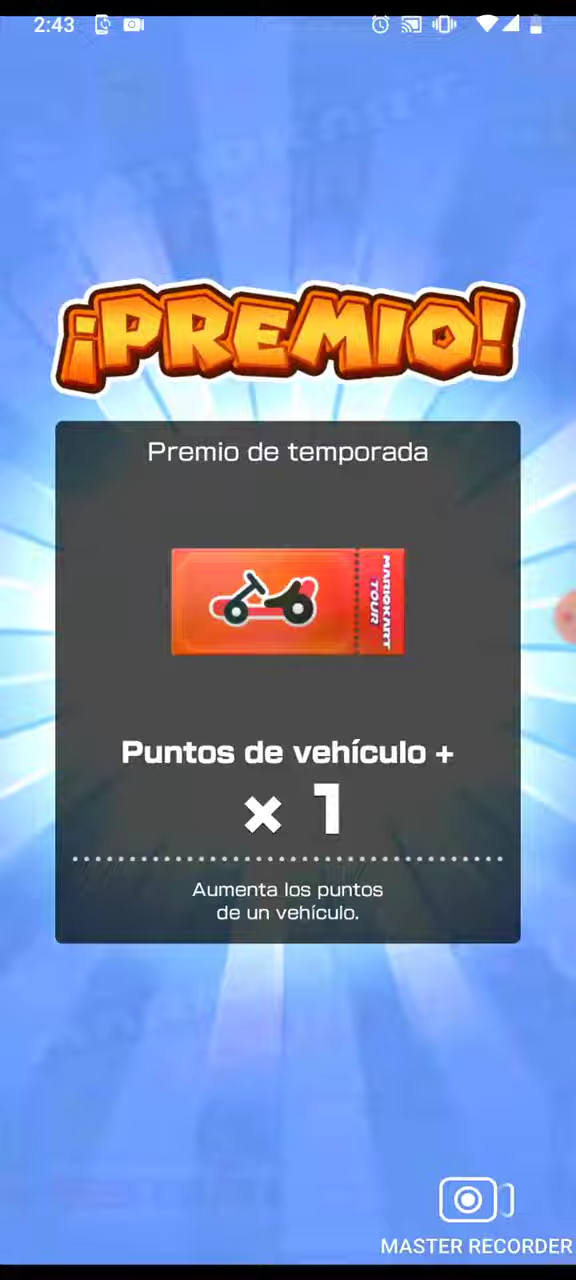 2:43
¡PREMIO!
Premio de temporada
MARIOKART
TOUR
Puntos de vehículo +
× 1
Aumenta los puntos
de un vehículo.
MASTER RECORDER